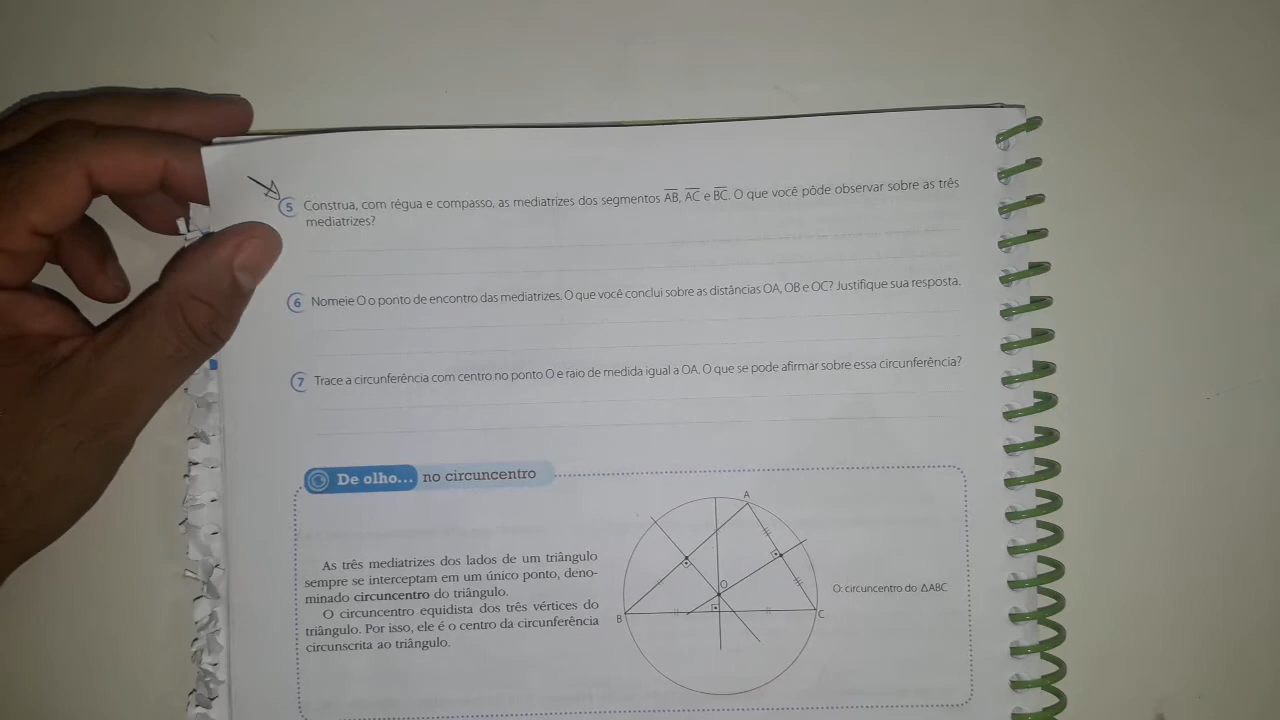 5 Construa, com régua e compasso, as mediatrizes dos segmentos A̅B̅, A̅C̅ e B̅C̅. O que você pôde observar sobre as três
mediatrizes?
6 Nomeie O o ponto de encontro das mediatrizes. O que você conclui sobre as distâncias OA, OB e OC? Justifique sua resposta.
7 Trace a circunferência com centro no ponto O e raio de medida igual a OA. O que se pode afirmar sobre essa circunferência?
De olho... no circuncentro
As três mediatrizes dos lados de um triângulo
sempre se interceptam em um único ponto, deno-
minado circuncentro do triângulo.
O circuncentro equidista dos três vértices do
triângulo. Por isso, ele é o centro da circunferência
circunscrita ao triângulo.
A
O
B
C
O: circuncentro do △ABC